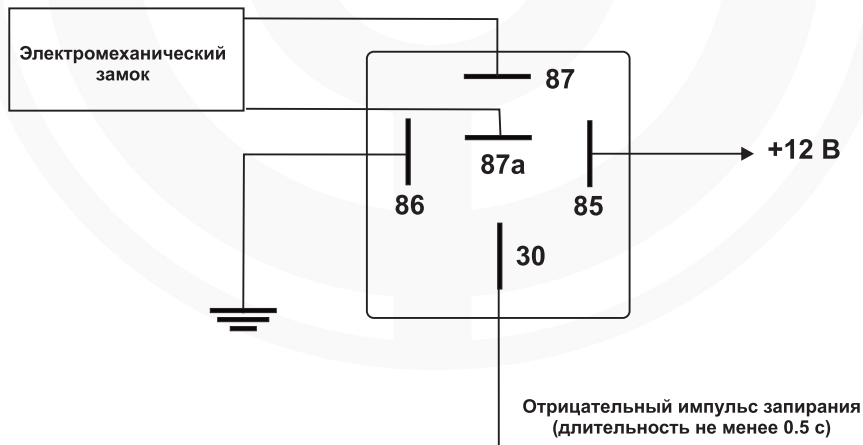 Электромеханический
замок
87
87а
86
85
+12 В
30
Отрицательный импульс запирания
(длительность не менее 0.5 с)